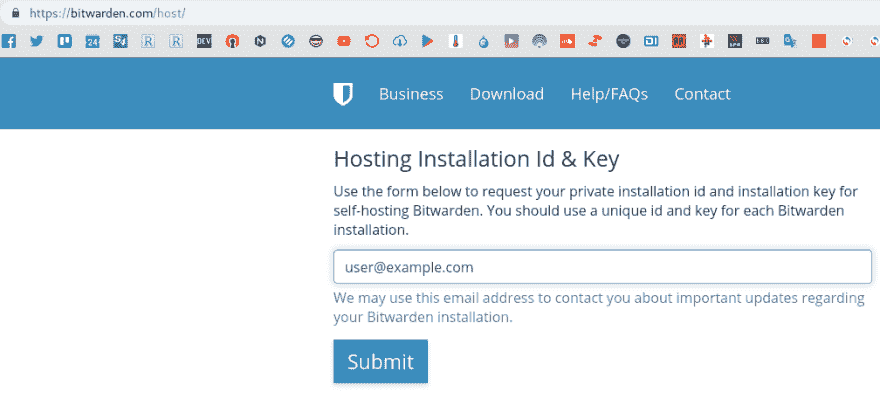 https://bitwarden.com/host/
24 R R DEV
Business Download Help/FAQs Contact
Hosting Installation Id & Key
Use the form below to request your private installation id and installation key for
self-hosting Bitwarden. You should use a unique id and key for each Bitwarden
installation.
user@example.com
We may use this email address to contact you about important updates regarding
your Bitwarden installation.
Submit